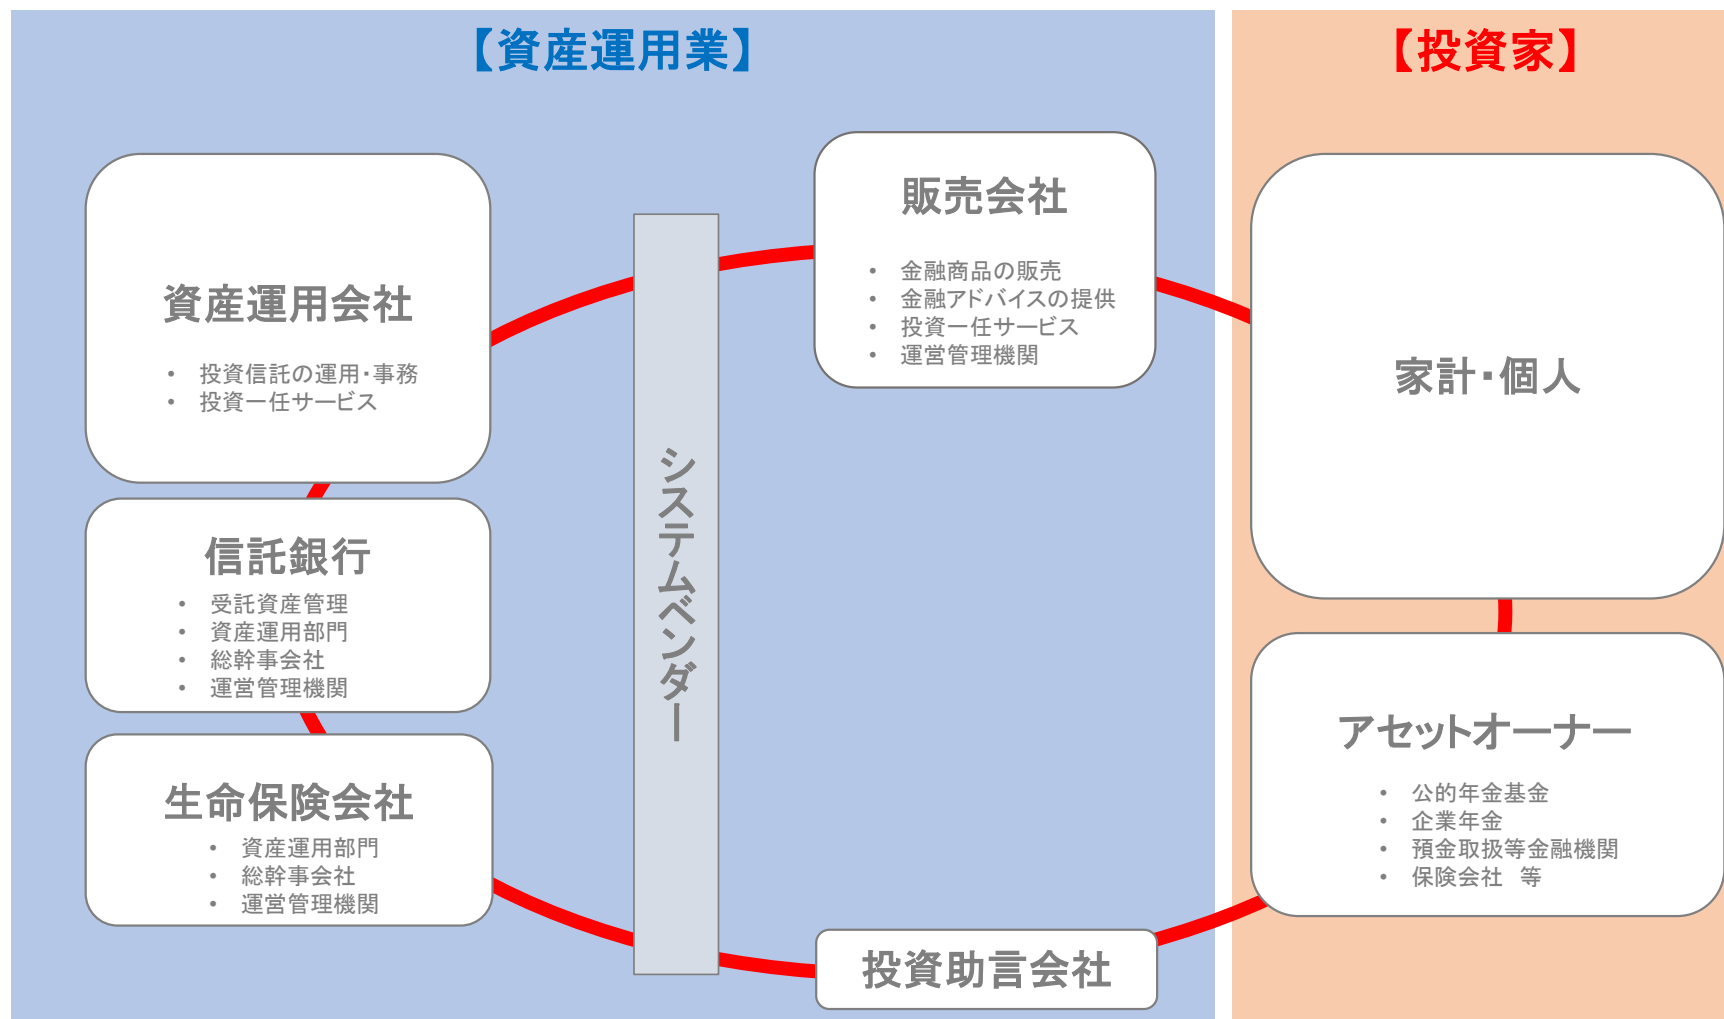 【資産運用業】
資産運用会社
• 投資信託の運用・事務
• 投資一任サービス
信託銀行
• 受託資産管理
• 資産運用部門
• 総幹事会社
• 運営管理機関
生命保険会社
• 資産運用部門
• 総幹事会社
• 運営管理機関
システムベンダー
販売会社
• 金融商品の販売
• 金融アドバイスの提供
• 投資一任サービス
• 運営管理機関
投資助言会社
【投資家】
家計・個人
アセットオーナー
• 公的年金基金
• 企業年金
• 預金取扱等金融機関
• 保険会社　等